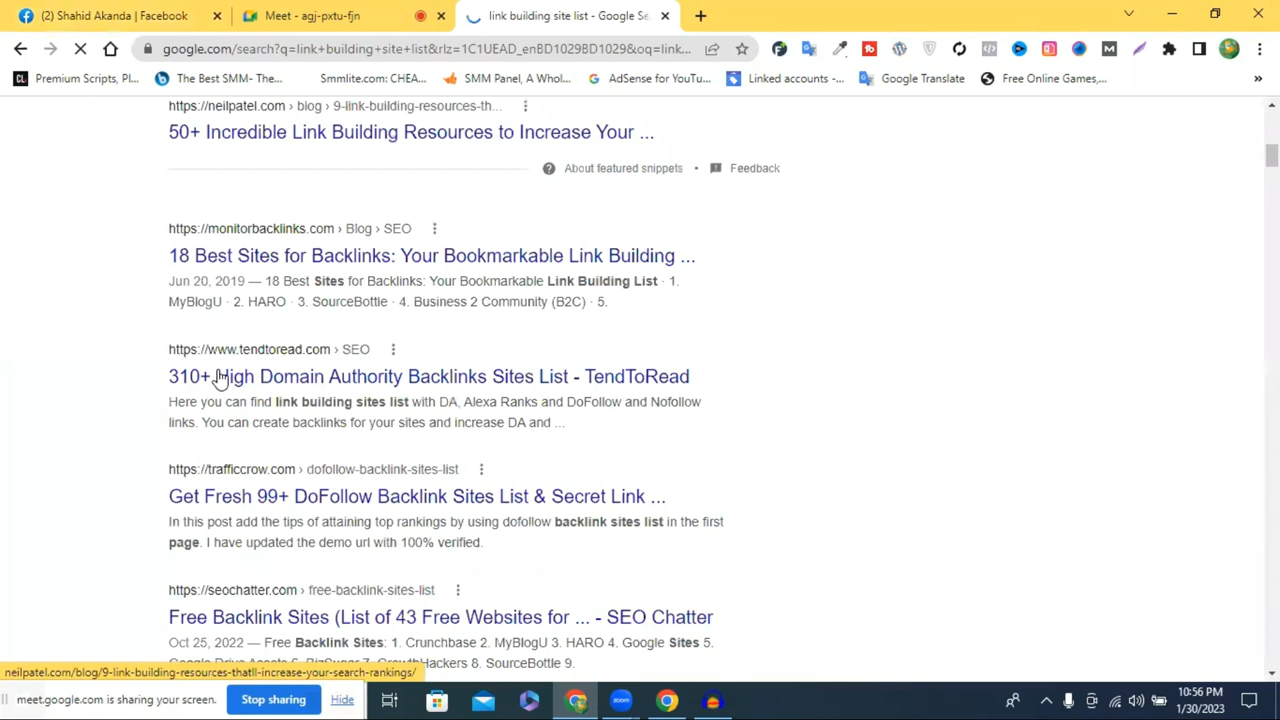 (2) Shahid Akanda | Facebook
Meet - agj-pxtu-fjn
link building site list - Google Se
google.com/search?q=link+building+site+list&rlz=1C1UEAD_enBD1029BD1029&oq=link...
CL Premium Scripts, Pl...
The Best SMM- The...
Smmlite.com: CHEA...
SMM Panel, A Whol...
AdSense for YouTu...
Linked accounts -...
Google Translate
Free Online Games,...
https://neilpatel.com › blog › 9-link-building-resources-th...
50+ Incredible Link Building Resources to Increase Your ...
About featured snippets • Feedback
https://monitorbacklinks.com › Blog › SEO
18 Best Sites for Backlinks: Your Bookmarkable Link Building ...
Jun 20, 2019 — 18 Best Sites for Backlinks: Your Bookmarkable Link Building List · 1.
MyBlogU · 2. HARO · 3. SourceBottle · 4. Business 2 Community (B2C) · 5.
https://www.tendtoread.com › SEO
310+ High Domain Authority Backlinks Sites List - TendToRead
Here you can find link building sites list with DA, Alexa Ranks and DoFollow and Nofollow
links. You can create backlinks for your sites and increase DA and ...
https://trafficcrow.com › dofollow-backlink-sites-list
Get Fresh 99+ DoFollow Backlink Sites List & Secret Link ...
In this post add the tips of attaining top rankings by using dofollow backlink sites list in the first
page. I have updated the demo url with 100% verified.
https://seochatter.com › free-backlink-sites-list
Free Backlink Sites (List of 43 Free Websites for ... - SEO Chatter
Oct 25, 2022 — Free Backlink Sites: 1. Crunchbase 2. MyBlogU 3. HARO 4. Google Sites 5.
Google Drive Assets 6. BizSugar 7. GrowthHackers 8. SourceBottle 9.
neilpatel.com/blog/9-link-building-resources-thatll-increase-your-search-rankings/
meet.google.com is sharing your screen.
Stop sharing
Hide
10:56 PM
1/30/2023